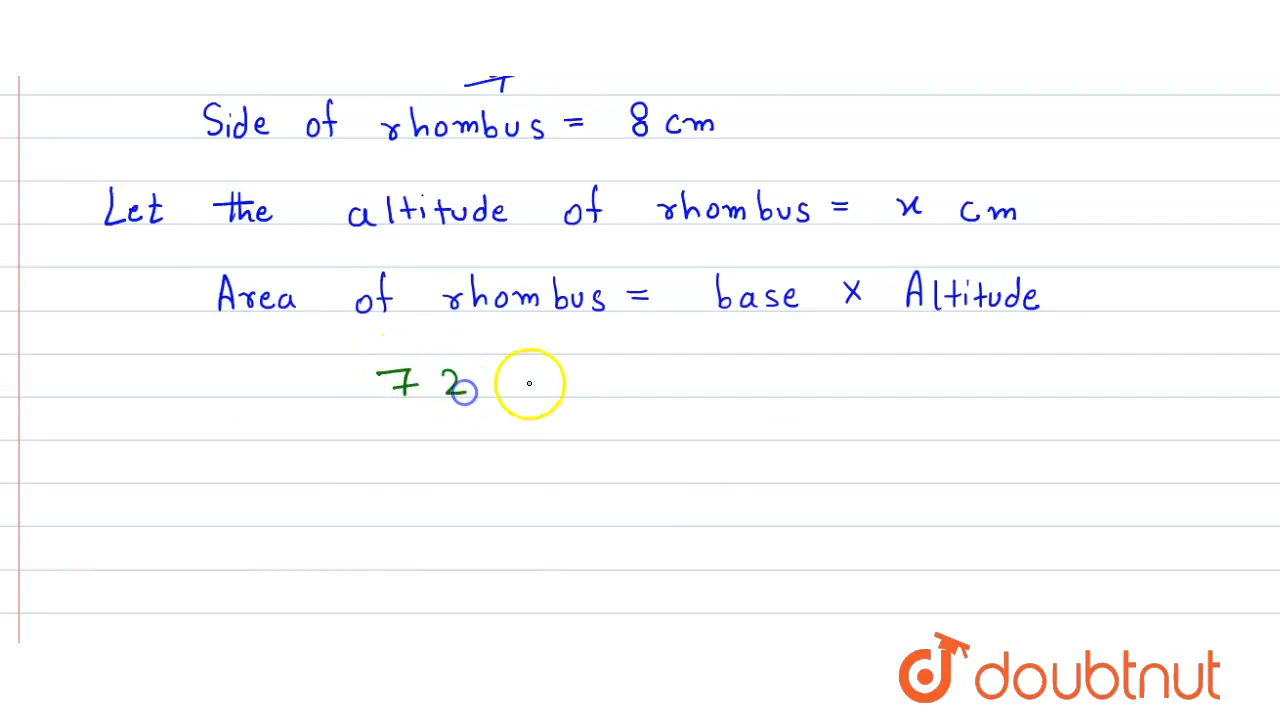 Side of rhombus = 8 cm
Let the altitude of rhombus = x cm
Area of rhombus = base × Altitude
72
doubtnut